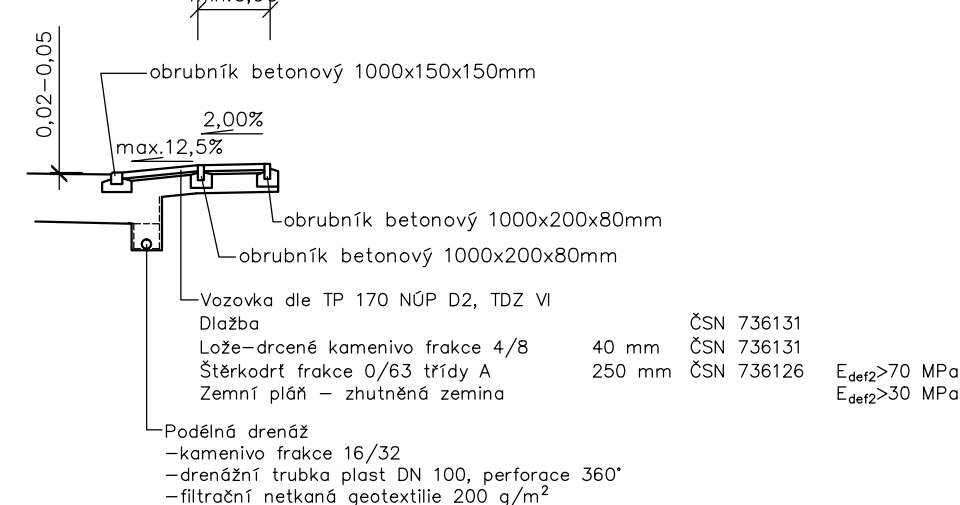 0,02-0,05
obrubník betonový 1000x150x150mm
2,00%
max.12,5%
obrubník betonový 1000x200x80mm
obrubník betonový 1000x200x80mm
Vozovka dle TP 170 NÚP D2, TDZ VI
Dlažba ČSN 736131
Lože-drcené kamenivo frakce 4/8 40 mm ČSN 736131
Štěrkodrť frakce 0/63 třídy A 250 mm ČSN 736126 Edef2>70 MPa
Zemní pláň - zhutněná zemina Edef2>30 MPa
Podélná drenáž
-kamenivo frakce 16/32
-drenážní trubka plast DN 100, perforace 360°
-filtrační netkaná geotextilie 200 g/m²